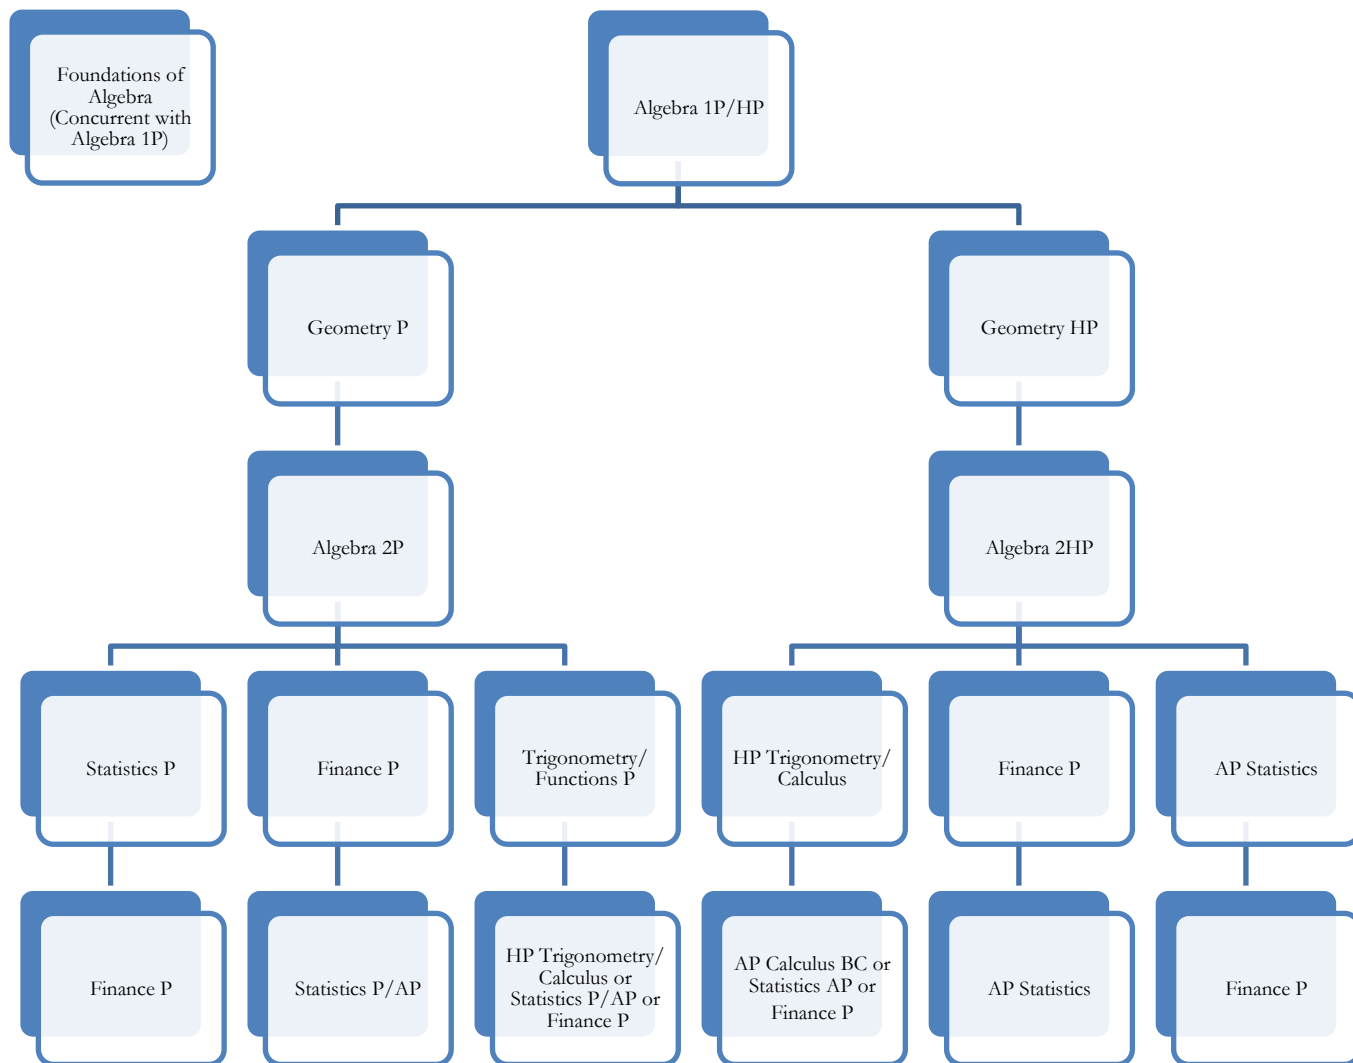 Foundations of
Algebra
(Concurrent with
Algebra 1P)
Algebra 1P/HP
Geometry P
Geometry HP
Algebra 2P
Algebra 2HP
Statistics P
Finance P
Trigonometry/
Functions P
HP Trigonometry/
Calculus
Finance P
AP Statistics
Finance P
Statistics P/AP
HP Trigonometry/
Calculus or
Statistics P/AP or
Finance P
AP Calculus BC or
Statistics AP or
Finance P
AP Statistics
Finance P